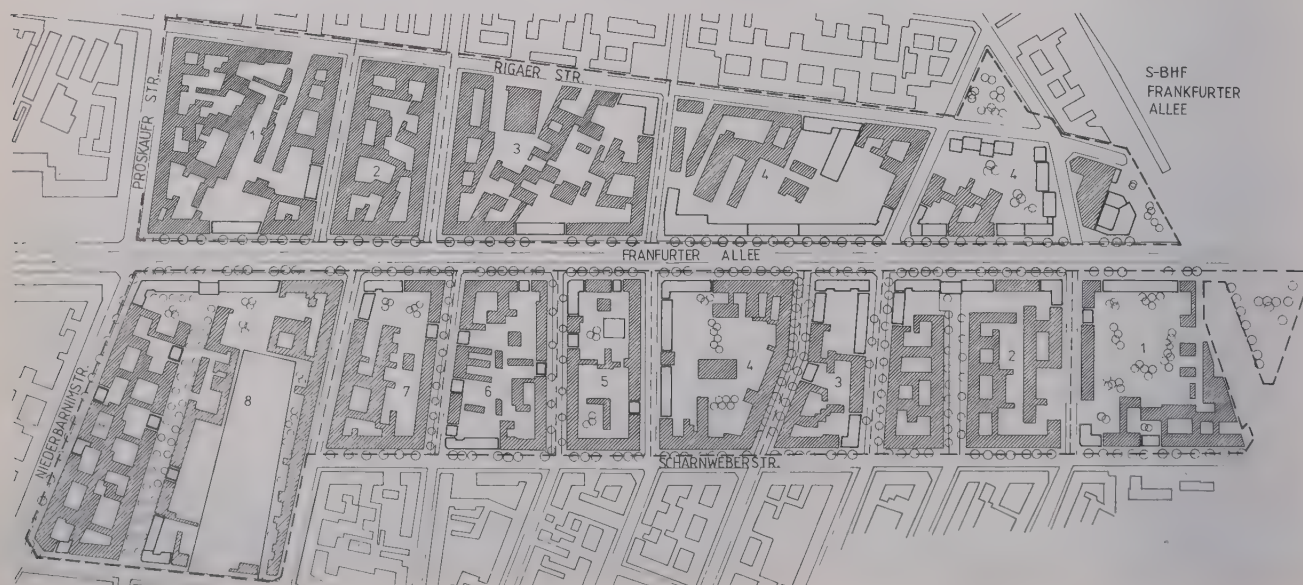 S-BHF
FRANKFURTER
ALLEE
RIGAER STR.
PROSKAUER STR.
1
2
3
4
4
FRANFURTER ALLEE
NIEDERBARNIMSTR.
8
7
6
5
4
3
2
1
SCHARNWEBERSTR.